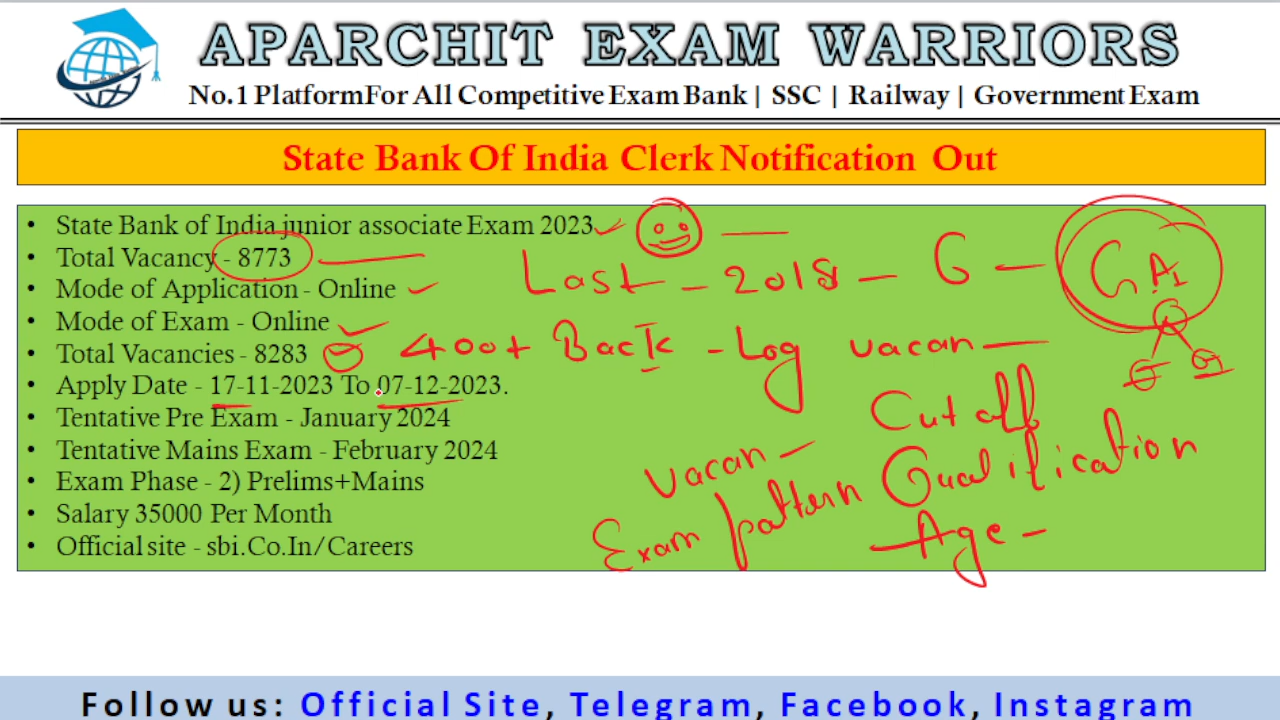 APARCHIT EXAM WARRIORS
No.1 PlatformFor All Competitive Exam Bank | SSC | Railway | Government Exam
State Bank Of India Clerk Notification Out
• State Bank of India junior associate Exam 2023
• Total Vacancy - 8773
Last - 2018 - G -
• Mode of Application - Online
• Mode of Exam - Online
• Total Vacancies - 8283
400+ Back - Log vacan
• Apply Date - 17-11-2023 To 07-12-2023.
Cut off
• Tentative Pre Exam - January 2024
• Tentative Mains Exam - February 2024
vacan - Qualification
• Exam Phase - 2) Prelims+Mains
Exam pattern
• Salary 35000 Per Month
Age -
• Official site - sbi.Co.In/Careers
Follow us: Official Site, Telegram, Facebook, Instagram